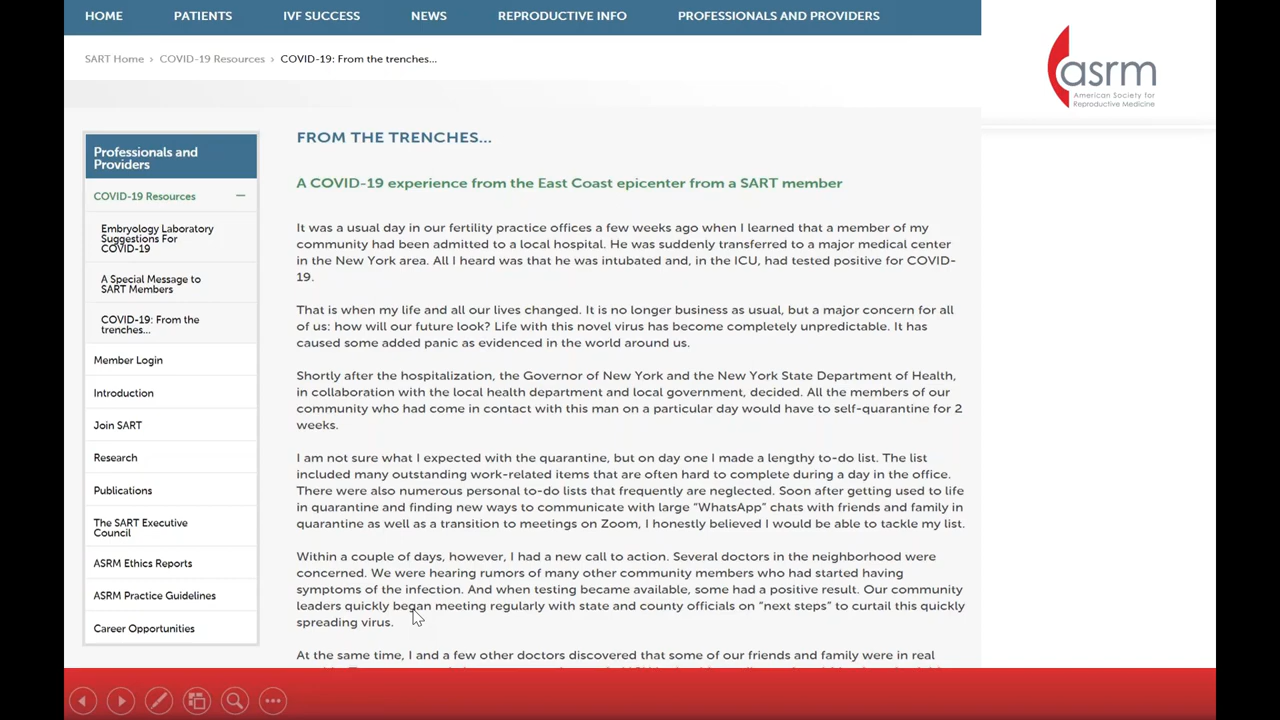 HOME PATIENTS IVF SUCCESS NEWS REPRODUCTIVE INFO PROFESSIONALS AND PROVIDERS
SART Home › COVID-19 Resources › COVID-19: From the trenches...
asrm
American Society for
Reproductive Medicine
Professionals and
Providers
COVID-19 Resources
Embryology Laboratory
Suggestions For
COVID-19
A Special Message to
SART Members
COVID-19: From the
trenches...
Member Login
Introduction
Join SART
Research
Publications
The SART Executive
Council
ASRM Ethics Reports
ASRM Practice Guidelines
Career Opportunities
FROM THE TRENCHES...
A COVID-19 experience from the East Coast epicenter from a SART member
It was a usual day in our fertility practice offices a few weeks ago when I learned that a member of my
community had been admitted to a local hospital. He was suddenly transferred to a major medical center
in the New York area. All I heard was that he was intubated and, in the ICU, had tested positive for COVID-
19.
That is when my life and all our lives changed. It is no longer business as usual, but a major concern for all
of us: how will our future look? Life with this novel virus has become completely unpredictable. It has
caused some added panic as evidenced in the world around us.
Shortly after the hospitalization, the Governor of New York and the New York State Department of Health,
in collaboration with the local health department and local government, decided. All the members of our
community who had come in contact with this man on a particular day would have to self-quarantine for 2
weeks.
I am not sure what I expected with the quarantine, but on day one I made a lengthy to-do list. The list
included many outstanding work-related items that are often hard to complete during a day in the office.
There were also numerous personal to-do lists that frequently are neglected. Soon after getting used to life
in quarantine and finding new ways to communicate with large “WhatsApp” chats with friends and family in
quarantine as well as a transition to meetings on Zoom, I honestly believed I would be able to tackle my list.
Within a couple of days, however, I had a new call to action. Several doctors in the neighborhood were
concerned. We were hearing rumors of many other community members who had started having
symptoms of the infection. And when testing became available, some had a positive result. Our community
leaders quickly began meeting regularly with state and county officials on “next steps” to curtail this quickly
spreading virus.
At the same time, I and a few other doctors discovered that some of our friends and family were in real